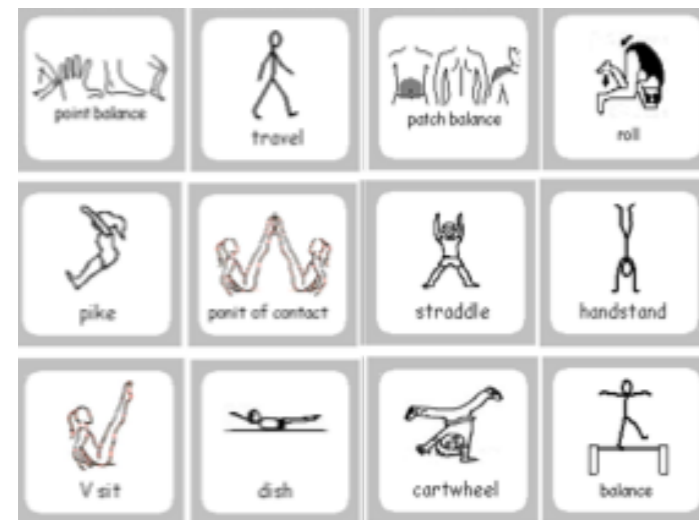 point balance
travel
patch balance
roll
pike
ponit of contact
straddle
handstand
V sit
dish
cartwheel
balance